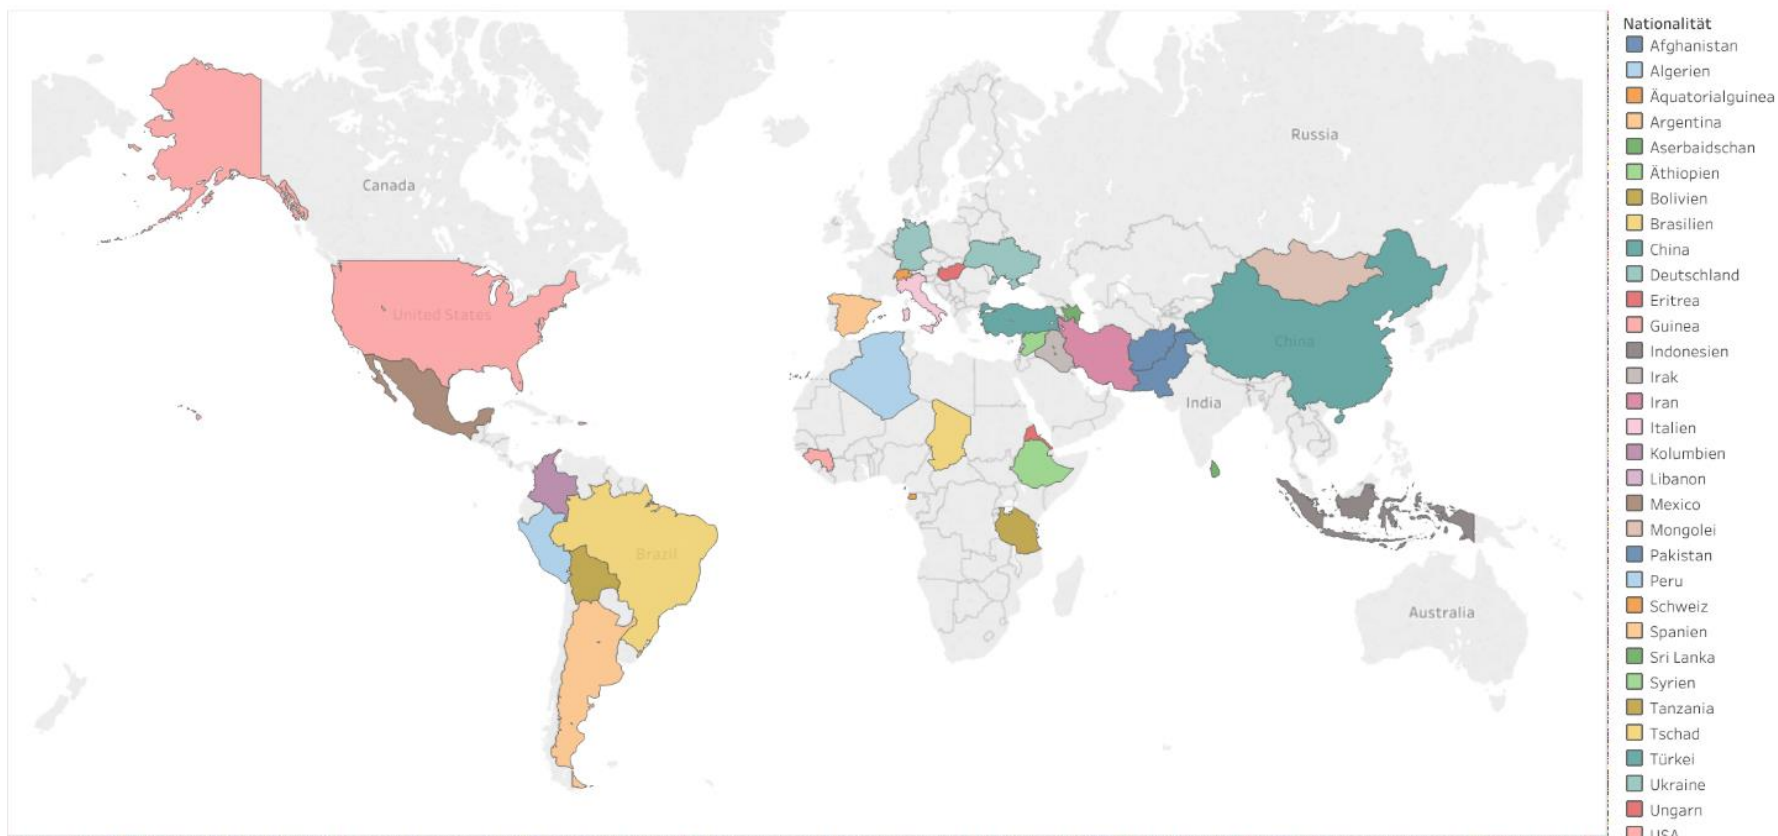 Nationalität
Afghanistan
Algerien
Äquatorialguinea
Argentina
Aserbaidschan
Äthiopien
Bolivien
Brasilien
China
Deutschland
Eritrea
Guinea
Indonesien
Irak
Iran
Italien
Kolumbien
Libanon
Mexico
Mongolei
Pakistan
Peru
Schweiz
Spanien
Sri Lanka
Syrien
Tanzania
Tschad
Türkei
Ukraine
Ungarn
USA
Russia
Canada
United States
China
India
Brazil
Australia